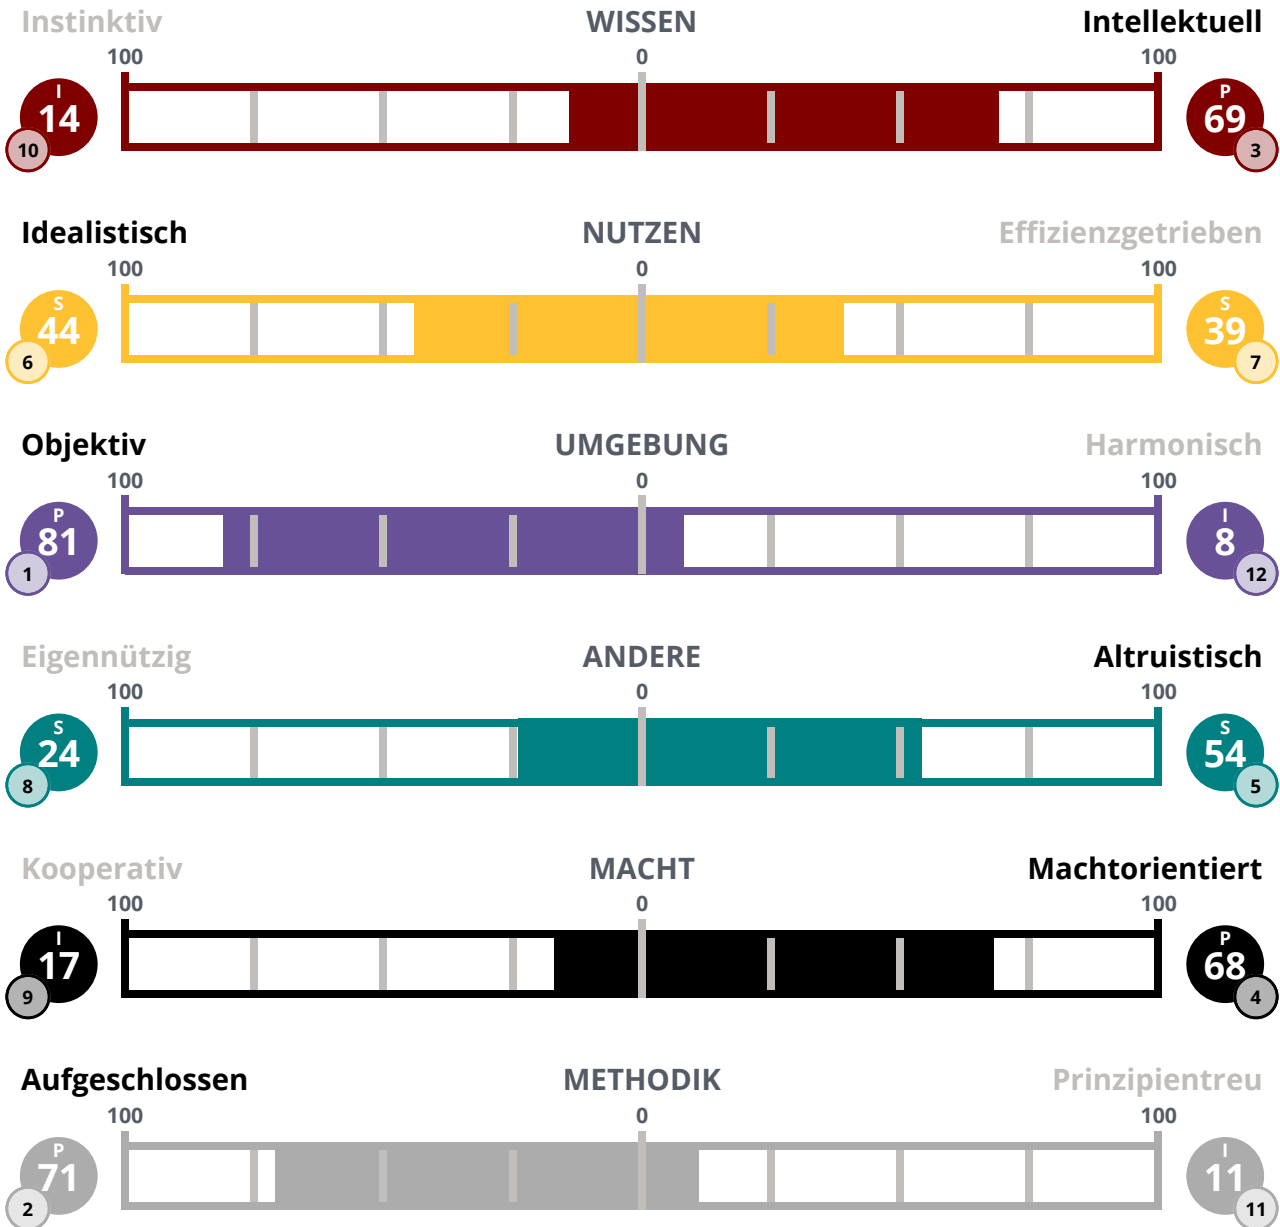 Instinktiv WISSEN Intellektuell
100 0 100
I P
14 69
10 3
Idealistisch NUTZEN Effizienzgetrieben
100 0 100
S S
44 39
6 7
Objektiv UMGEBUNG Harmonisch
100 0 100
P I
81 8
1 12
Eigennützig ANDERE Altruistisch
100 0 100
S S
24 54
8 5
Kooperativ MACHT Machtorientiert
100 0 100
I P
17 68
9 4
Aufgeschlossen METHODIK Prinzipientreu
100 0 100
P I
71 11
2 11